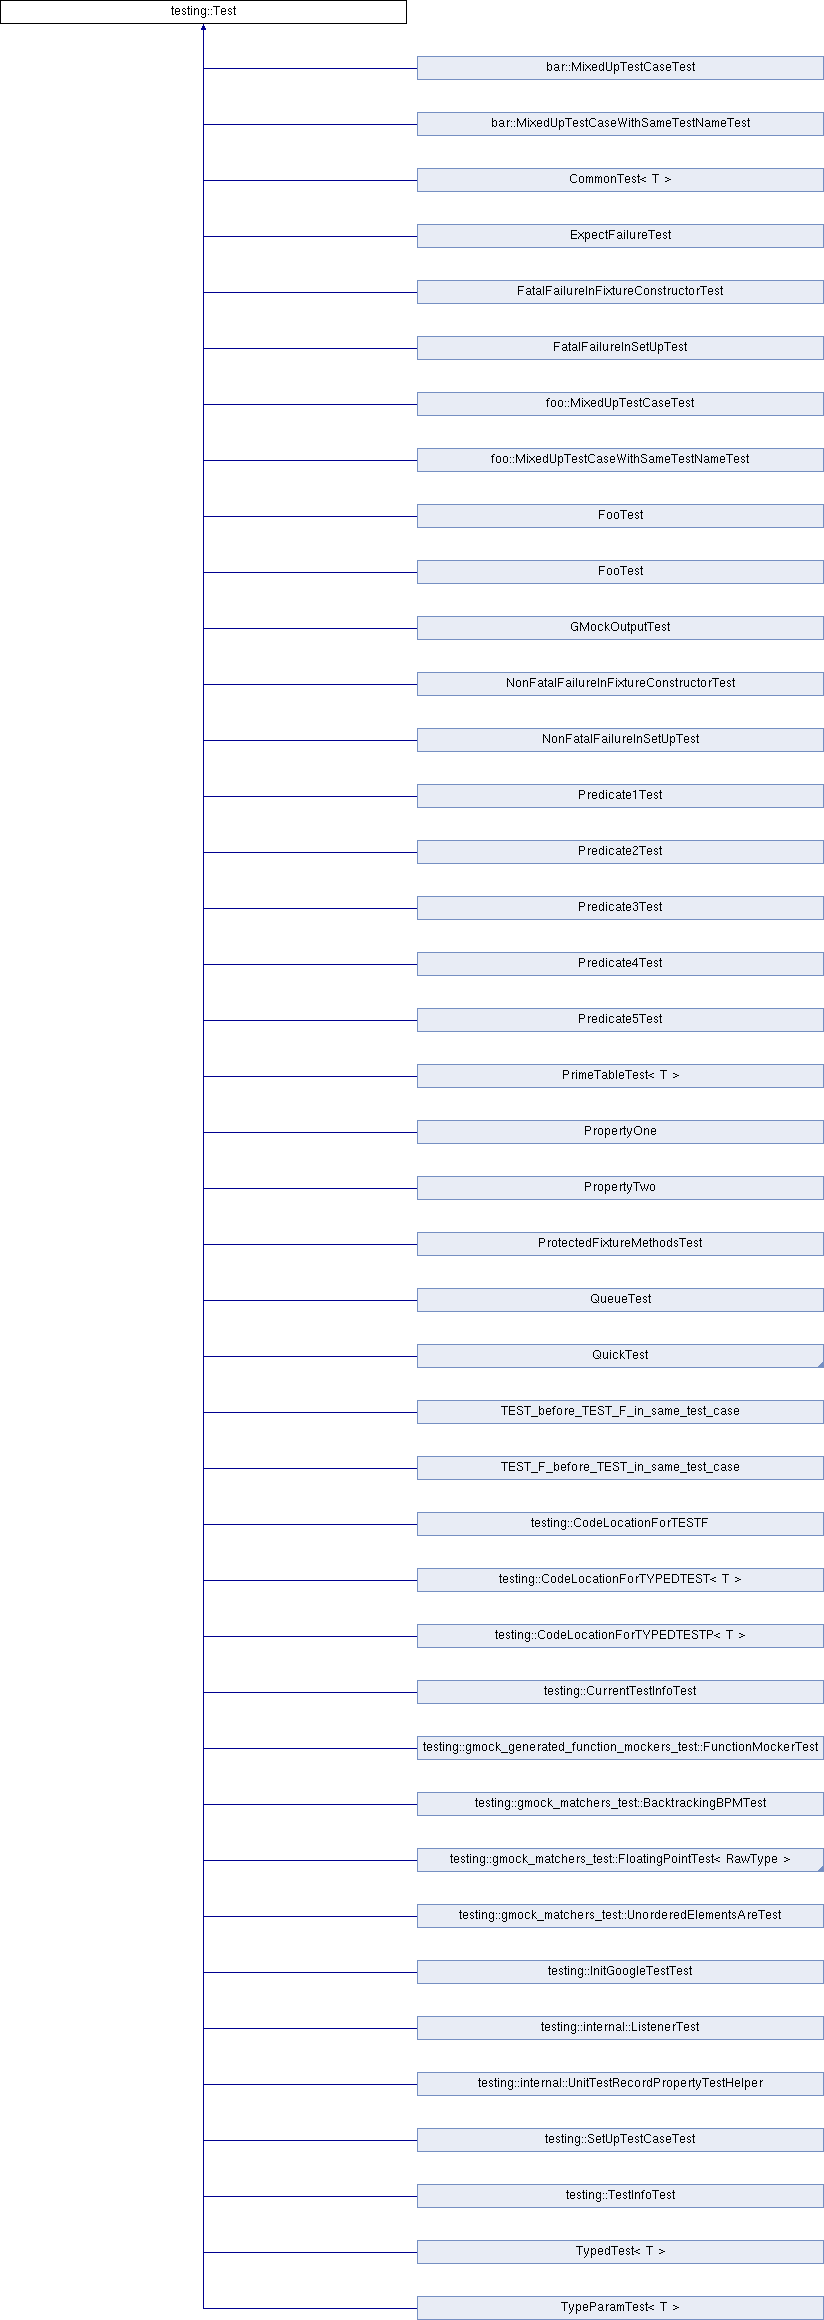 testing::Test
bar::MixedUpTestCaseTest
bar::MixedUpTestCaseWithSameTestNameTest
CommonTest< T >
ExpectFailureTest
FatalFailureInFixtureConstructorTest
FatalFailureInSetUpTest
foo::MixedUpTestCaseTest
foo::MixedUpTestCaseWithSameTestNameTest
FooTest
FooTest
GMockOutputTest
NonFatalFailureInFixtureConstructorTest
NonFatalFailureInSetUpTest
Predicate1Test
Predicate2Test
Predicate3Test
Predicate4Test
Predicate5Test
PrimeTableTest< T >
PropertyOne
PropertyTwo
ProtectedFixtureMethodsTest
QueueTest
QuickTest
TEST_before_TEST_F_in_same_test_case
TEST_F_before_TEST_in_same_test_case
testing::CodeLocationForTESTF
testing::CodeLocationForTYPEDTEST< T >
testing::CodeLocationForTYPEDTESTP< T >
testing::CurrentTestInfoTest
testing::gmock_generated_function_mockers_test::FunctionMockerTest
testing::gmock_matchers_test::BacktrackingBPMTest
testing::gmock_matchers_test::FloatingPointTest< RawType >
testing::gmock_matchers_test::UnorderedElementsAreTest
testing::InitGoogleTestTest
testing::internal::ListenerTest
testing::internal::UnitTestRecordPropertyTestHelper
testing::SetUpTestCaseTest
testing::TestInfoTest
TypedTest< T >
TypeParamTest< T >